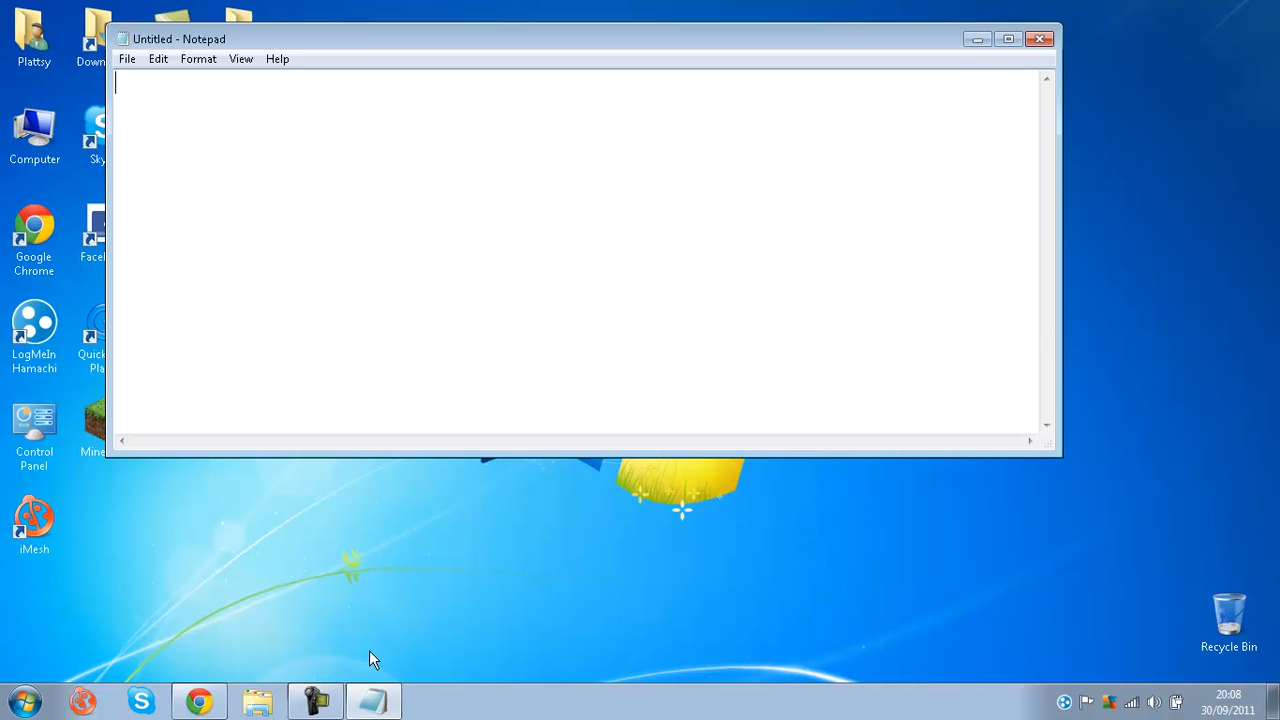 Untitled - Notepad
File Edit Format View Help
Plattsy
Down
Computer
Sky
Google
Chrome
Face
LogMeIn
Hamachi
Quick
Pla
Control
Panel
Mine
iMesh
Recycle Bin
20:08
30/09/2011